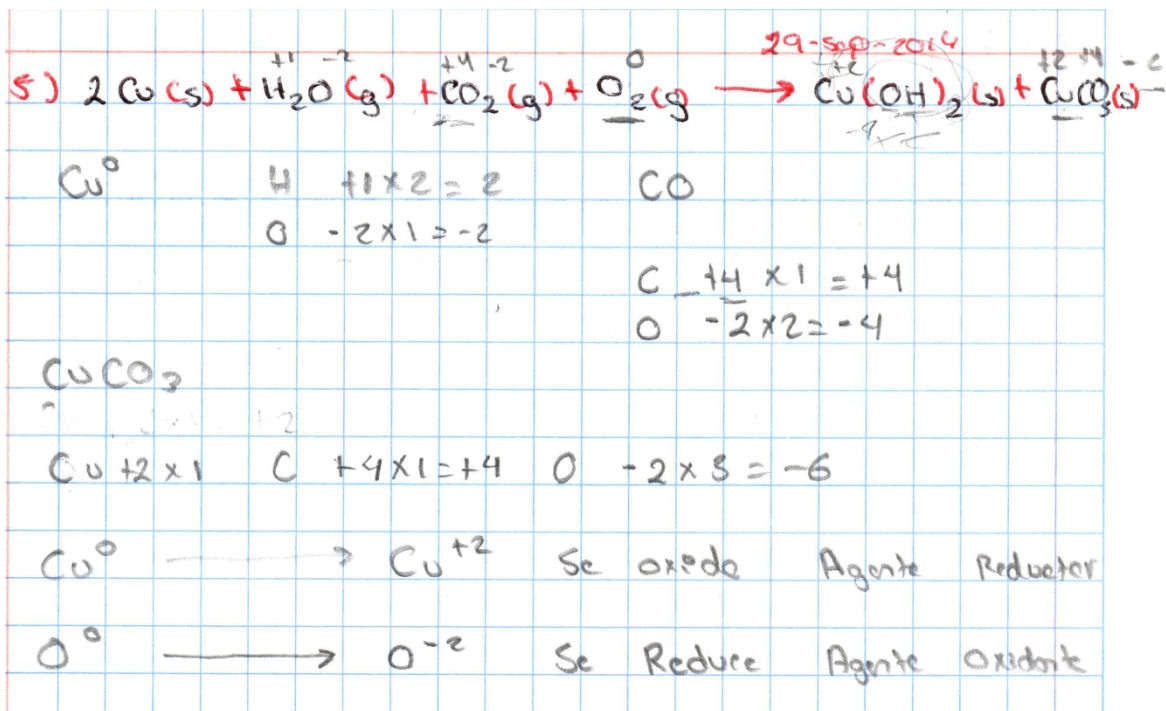 29-sep-2014
+1 -2 +4 -2 0 +2 +2 +4 -2
5) 2 Cu (s) + H₂O (g) + CO₂ (g) + O₂ (g) → Cu(OH)₂ (s) + CuCO₃(s)
Cu⁰ H +1 x 2 = 2 CO
O - 2 x 1 = -2
C +4 x 1 = +4
O -2 x 2 = -4
CuCO₃
Cu +2 x 1 C +4 x 1 = +4 O -2 x 3 = -6
Cu⁰ → Cu⁺² Se oxida Agente Reductor
O⁰ → O⁻² Se Reduce Agente Oxidante